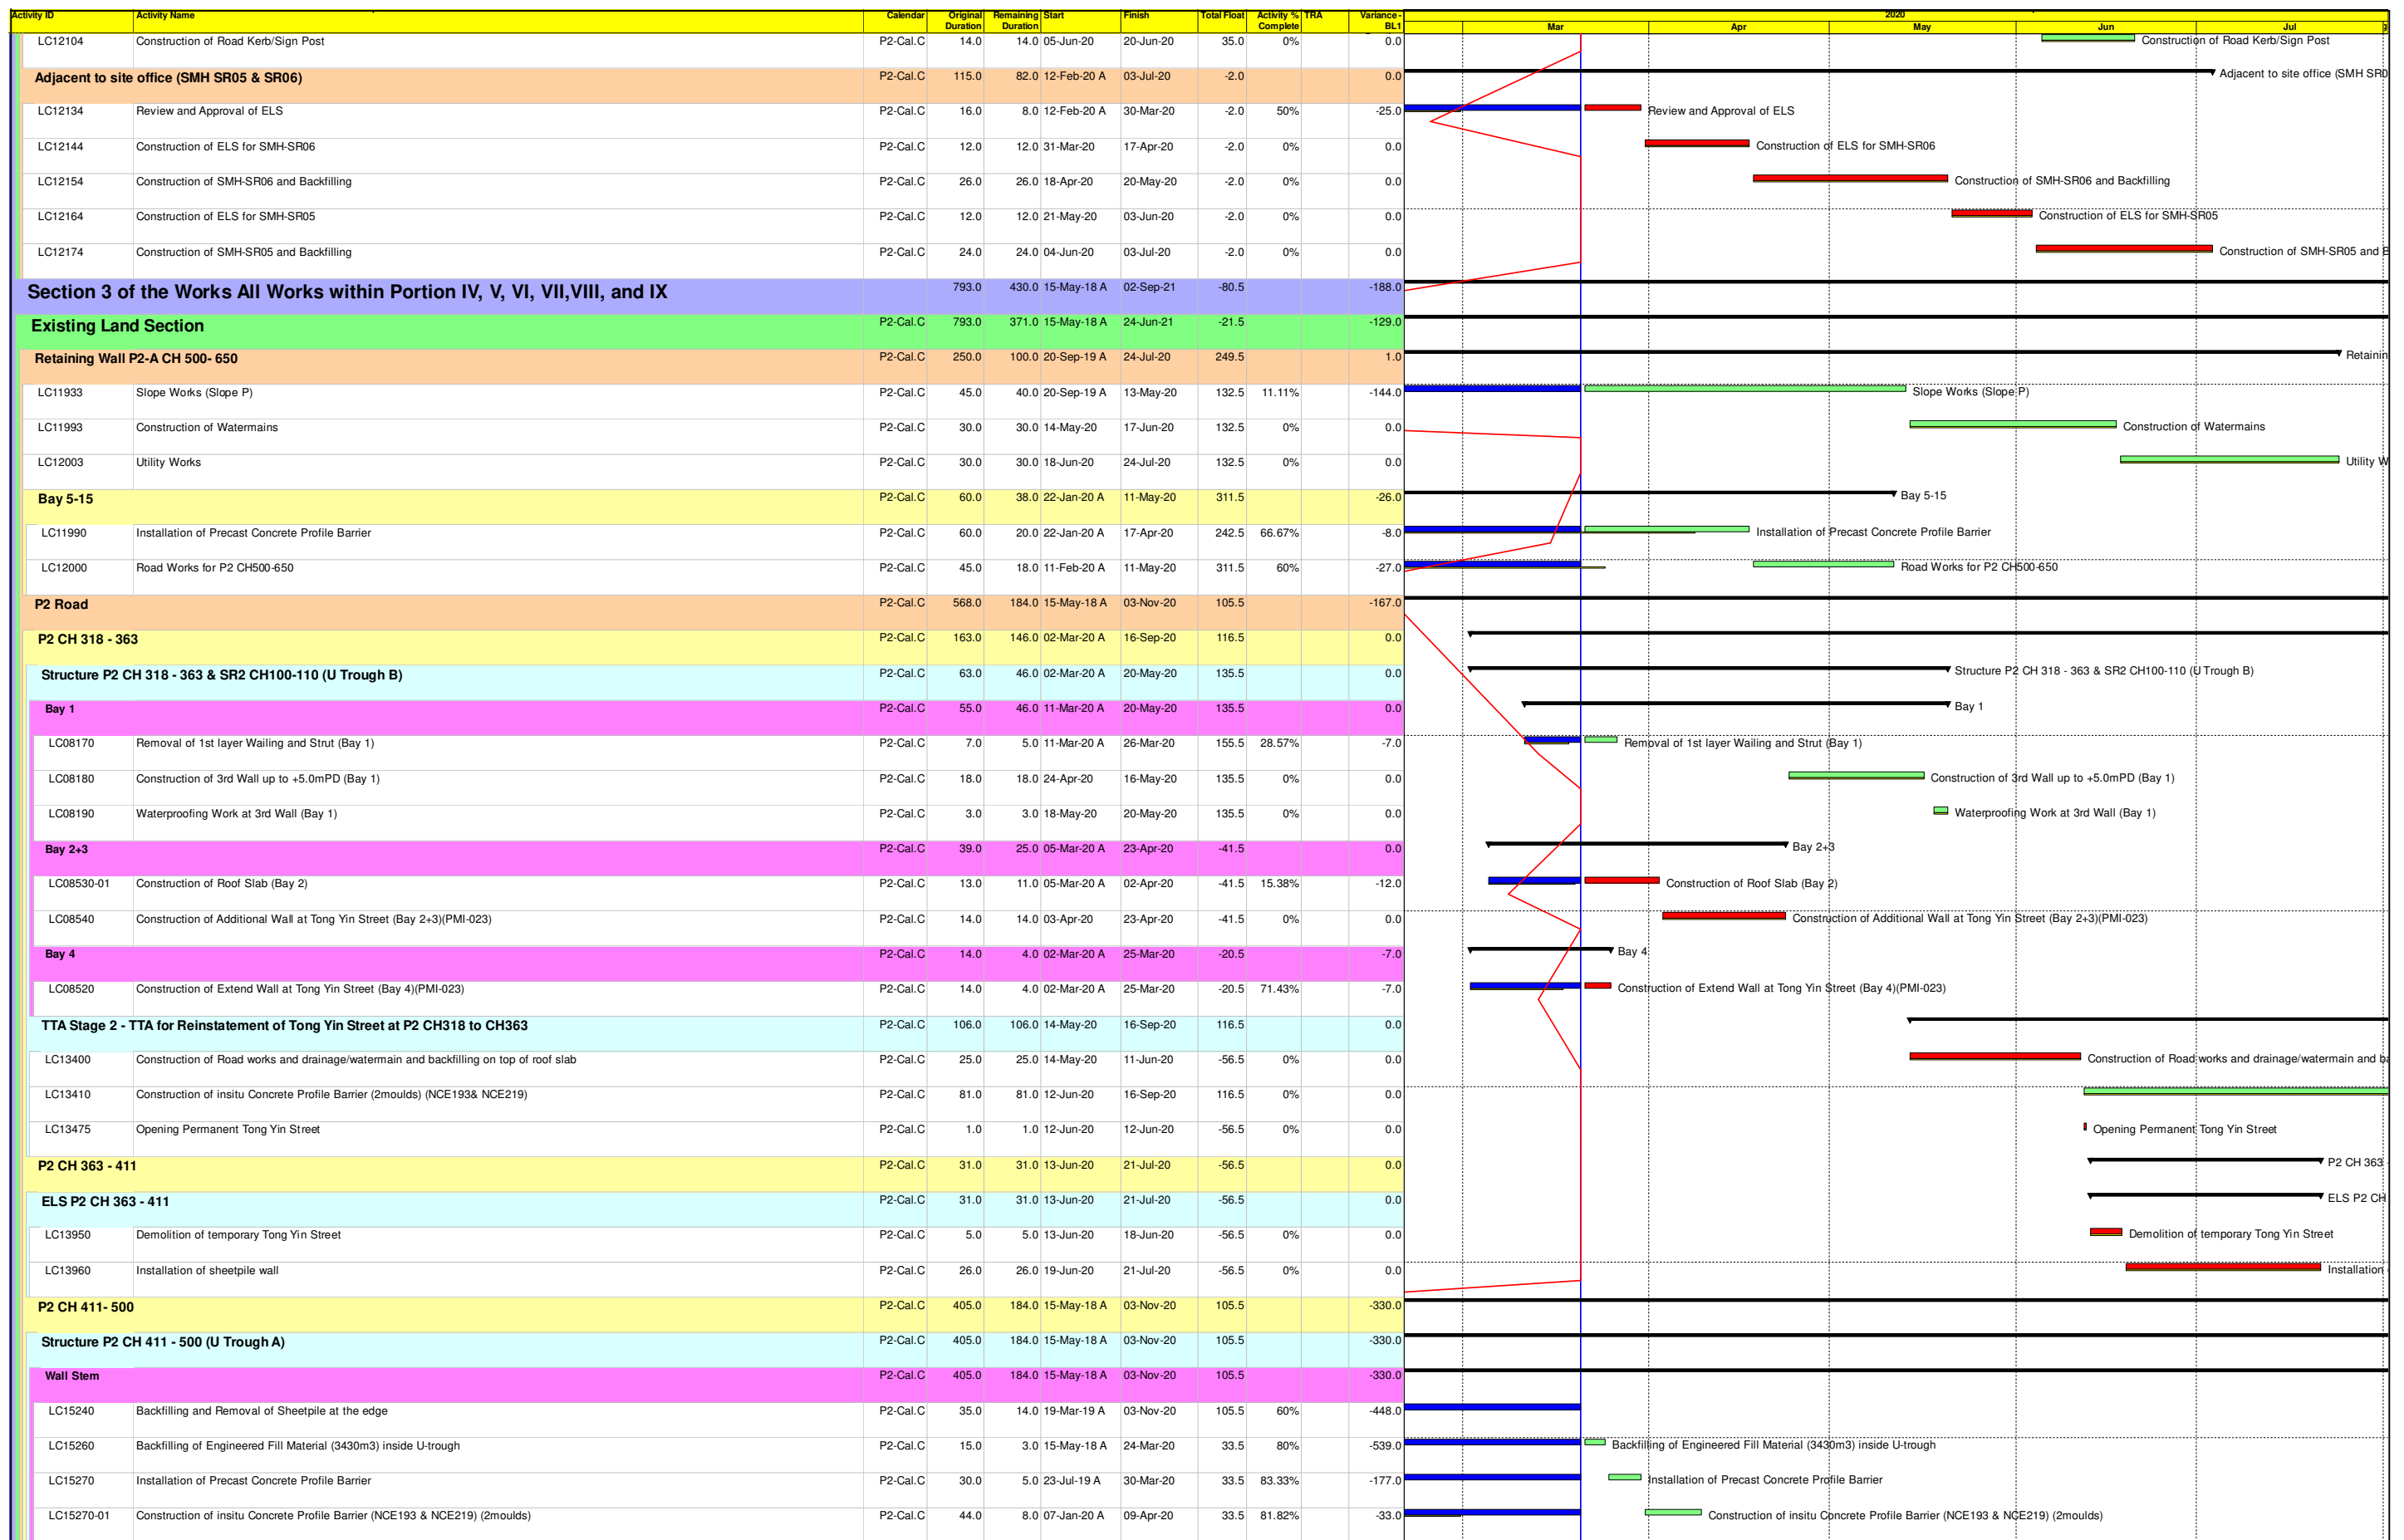 Activity ID Activity Name Calendar Original Duration Remaining Duration Start Finish Total Float Activity % Complete TRA Variance - BL1 2020
Mar Apr May Jun Jul
LC12104 Construction of Road Kerb/Sign Post P2-Cal.C 14.0 14.0 05-Jun-20 20-Jun-20 35.0 0% 0.0 Construction of Road Kerb/Sign Post
Adjacent to site office (SMH SR05 & SR06) P2-Cal.C 115.0 82.0 12-Feb-20 A 03-Jul-20 -2.0 0.0 Adjacent to site office (SMH SR0
LC12134 Review and Approval of ELS P2-Cal.C 16.0 8.0 12-Feb-20 A 30-Mar-20 -2.0 50% -25.0 Review and Approval of ELS
LC12144 Construction of ELS for SMH-SR06 P2-Cal.C 12.0 12.0 31-Mar-20 17-Apr-20 -2.0 0% 0.0 Construction of ELS for SMH-SR06
LC12154 Construction of SMH-SR06 and Backfilling P2-Cal.C 26.0 26.0 18-Apr-20 20-May-20 -2.0 0% 0.0 Construction of SMH-SR06 and Backfilling
LC12164 Construction of ELS for SMH-SR05 P2-Cal.C 12.0 12.0 21-May-20 03-Jun-20 -2.0 0% 0.0 Construction of ELS for SMH-SR05
LC12174 Construction of SMH-SR05 and Backfilling P2-Cal.C 24.0 24.0 04-Jun-20 03-Jul-20 -2.0 0% 0.0 Construction of SMH-SR05 and B
Section 3 of the Works All Works within Portion IV, V, VI, VII,VIII, and IX 793.0 430.0 15-May-18 A 02-Sep-21 -80.5 -188.0
Existing Land Section P2-Cal.C 793.0 371.0 15-May-18 A 24-Jun-21 -21.5 -129.0
Retaining Wall P2-A CH 500- 650 P2-Cal.C 250.0 100.0 20-Sep-19 A 24-Jul-20 249.5 1.0 Retainin
LC11933 Slope Works (Slope P) P2-Cal.C 45.0 40.0 20-Sep-19 A 13-May-20 132.5 11.11% -144.0 Slope Works (Slope P)
LC11993 Construction of Watermains P2-Cal.C 30.0 30.0 14-May-20 17-Jun-20 132.5 0% 0.0 Construction of Watermains
LC12003 Utility Works P2-Cal.C 30.0 30.0 18-Jun-20 24-Jul-20 132.5 0% 0.0 Utility W
Bay 5-15 P2-Cal.C 60.0 38.0 22-Jan-20 A 11-May-20 311.5 -26.0 Bay 5-15
LC11990 Installation of Precast Concrete Profile Barrier P2-Cal.C 60.0 20.0 22-Jan-20 A 17-Apr-20 242.5 66.67% -8.0 Installation of Precast Concrete Profile Barrier
LC12000 Road Works for P2 CH500-650 P2-Cal.C 45.0 18.0 11-Feb-20 A 11-May-20 311.5 60% -27.0 Road Works for P2 CH500-650
P2 Road P2-Cal.C 568.0 184.0 15-May-18 A 03-Nov-20 105.5 -167.0
P2 CH 318 - 363 P2-Cal.C 163.0 146.0 02-Mar-20 A 16-Sep-20 116.5 0.0
Structure P2 CH 318 - 363 & SR2 CH100-110 (U Trough B) P2-Cal.C 63.0 46.0 02-Mar-20 A 20-May-20 135.5 0.0 Structure P2 CH 318 - 363 & SR2 CH100-110 (U Trough B)
Bay 1 P2-Cal.C 55.0 46.0 11-Mar-20 A 20-May-20 135.5 0.0 Bay 1
LC08170 Removal of 1st layer Wailing and Strut (Bay 1) P2-Cal.C 7.0 5.0 11-Mar-20 A 26-Mar-20 155.5 28.57% -7.0 Removal of 1st layer Wailing and Strut (Bay 1)
LC08180 Construction of 3rd Wall up to +5.0mPD (Bay 1) P2-Cal.C 18.0 18.0 24-Apr-20 16-May-20 135.5 0% 0.0 Construction of 3rd Wall up to +5.0mPD (Bay 1)
LC08190 Waterproofing Work at 3rd Wall (Bay 1) P2-Cal.C 3.0 3.0 18-May-20 20-May-20 135.5 0% 0.0 Waterproofing Work at 3rd Wall (Bay 1)
Bay 2+3 P2-Cal.C 39.0 25.0 05-Mar-20 A 23-Apr-20 -41.5 0.0 Bay 2+3
LC08530-01 Construction of Roof Slab (Bay 2) P2-Cal.C 13.0 11.0 05-Mar-20 A 02-Apr-20 -41.5 15.38% -12.0 Construction of Roof Slab (Bay 2)
LC08540 Construction of Additional Wall at Tong Yin Street (Bay 2+3)(PMI-023) P2-Cal.C 14.0 14.0 03-Apr-20 23-Apr-20 -41.5 0% 0.0 Construction of Additional Wall at Tong Yin Street (Bay 2+3)(PMI-023)
Bay 4 P2-Cal.C 14.0 4.0 02-Mar-20 A 25-Mar-20 -20.5 -7.0 Bay 4
LC08520 Construction of Extend Wall at Tong Yin Street (Bay 4)(PMI-023) P2-Cal.C 14.0 4.0 02-Mar-20 A 25-Mar-20 -20.5 71.43% -7.0 Construction of Extend Wall at Tong Yin Street (Bay 4)(PMI-023)
TTA Stage 2 - TTA for Reinstatement of Tong Yin Street at P2 CH318 to CH363 P2-Cal.C 106.0 106.0 14-May-20 16-Sep-20 116.5 0.0
LC13400 Construction of Road works and drainage/watermain and backfilling on top of roof slab P2-Cal.C 25.0 25.0 14-May-20 11-Jun-20 -56.5 0% 0.0 Construction of Road works and drainage/watermain and ba
LC13410 Construction of insitu Concrete Profile Barrier (2moulds) (NCE193& NCE219) P2-Cal.C 81.0 81.0 12-Jun-20 16-Sep-20 116.5 0% 0.0
LC13475 Opening Permanent Tong Yin Street P2-Cal.C 1.0 1.0 12-Jun-20 12-Jun-20 -56.5 0% 0.0 Opening Permanent Tong Yin Street
P2 CH 363 - 411 P2-Cal.C 31.0 31.0 13-Jun-20 21-Jul-20 -56.5 0.0 P2 CH 363
ELS P2 CH 363 - 411 P2-Cal.C 31.0 31.0 13-Jun-20 21-Jul-20 -56.5 0.0 ELS P2 CH
LC13950 Demolition of temporary Tong Yin Street P2-Cal.C 5.0 5.0 13-Jun-20 18-Jun-20 -56.5 0% 0.0 Demolition of temporary Tong Yin Street
LC13960 Installation of sheetpile wall P2-Cal.C 26.0 26.0 19-Jun-20 21-Jul-20 -56.5 0% 0.0 Installation
P2 CH 411- 500 P2-Cal.C 405.0 184.0 15-May-18 A 03-Nov-20 105.5 -330.0
Structure P2 CH 411 - 500 (U Trough A) P2-Cal.C 405.0 184.0 15-May-18 A 03-Nov-20 105.5 -330.0
Wall Stem P2-Cal.C 405.0 184.0 15-May-18 A 03-Nov-20 105.5 -330.0
LC15240 Backfilling and Removal of Sheetpile at the edge P2-Cal.C 35.0 14.0 19-Mar-19 A 03-Nov-20 105.5 60% -448.0
LC15260 Backfilling of Engineered Fill Material (3430m3) inside U-trough P2-Cal.C 15.0 3.0 15-May-18 A 24-Mar-20 33.5 80% -539.0 Backfilling of Engineered Fill Material (3430m3) inside U-trough
LC15270 Installation of Precast Concrete Profile Barrier P2-Cal.C 30.0 5.0 23-Jul-19 A 30-Mar-20 33.5 83.33% -177.0 Installation of Precast Concrete Profile Barrier
LC15270-01 Construction of insitu Concrete Profile Barrier (NCE193 & NCE219) (2moulds) P2-Cal.C 44.0 8.0 07-Jan-20 A 09-Apr-20 33.5 81.82% -33.0 Construction of insitu Concrete Profile Barrier (NCE193 & NCE219) (2moulds)